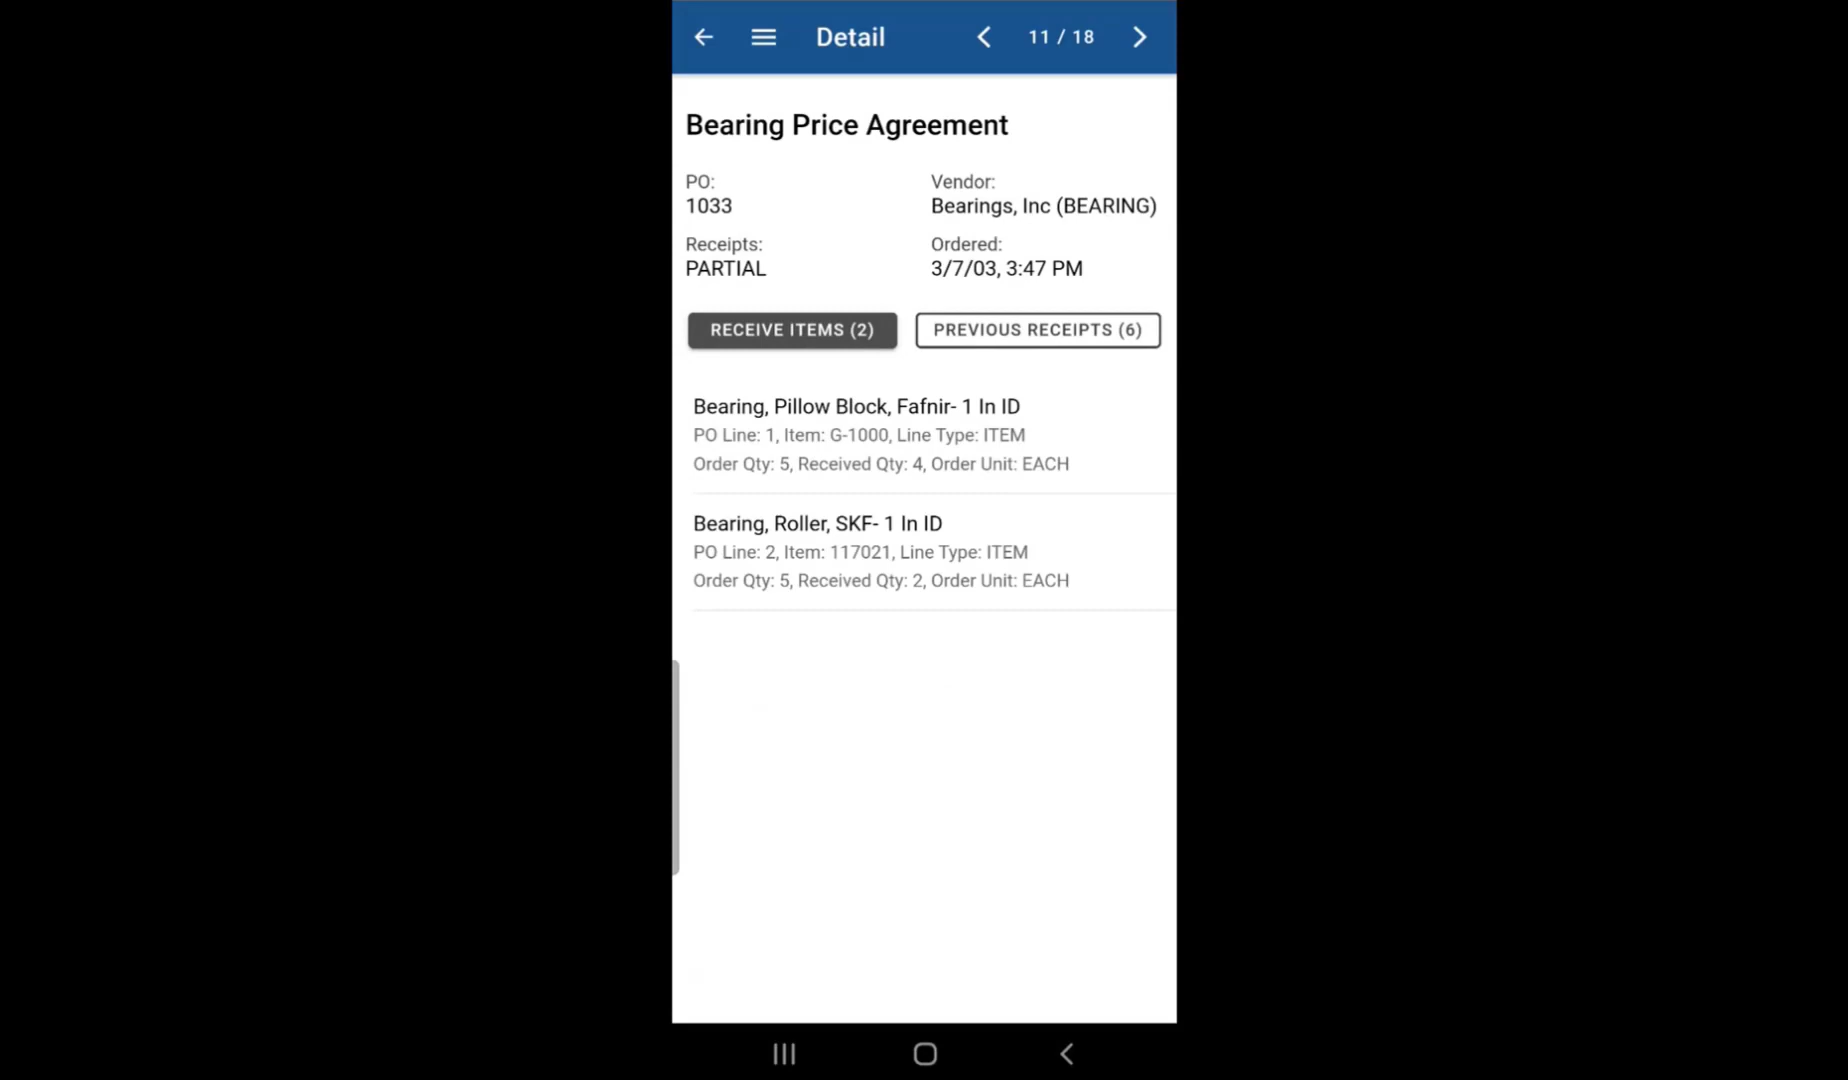 Detail
11 / 18
Bearing Price Agreement
PO:
1033
Vendor:
Bearings, Inc (BEARING)
Receipts:
PARTIAL
Ordered:
3/7/03, 3:47 PM
RECEIVE ITEMS (2)
PREVIOUS RECEIPTS (6)
Bearing, Pillow Block, Fafnir- 1 In ID
PO Line: 1, Item: G-1000, Line Type: ITEM
Order Qty: 5, Received Qty: 4, Order Unit: EACH
Bearing, Roller, SKF- 1 In ID
PO Line: 2, Item: 117021, Line Type: ITEM
Order Qty: 5, Received Qty: 2, Order Unit: EACH